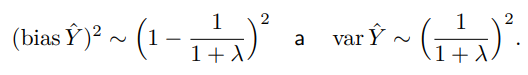 (bias Ŷ)² ∼ (1 − 1/(1 + λ))² a var Ŷ ∼ (1/(1 + λ))².